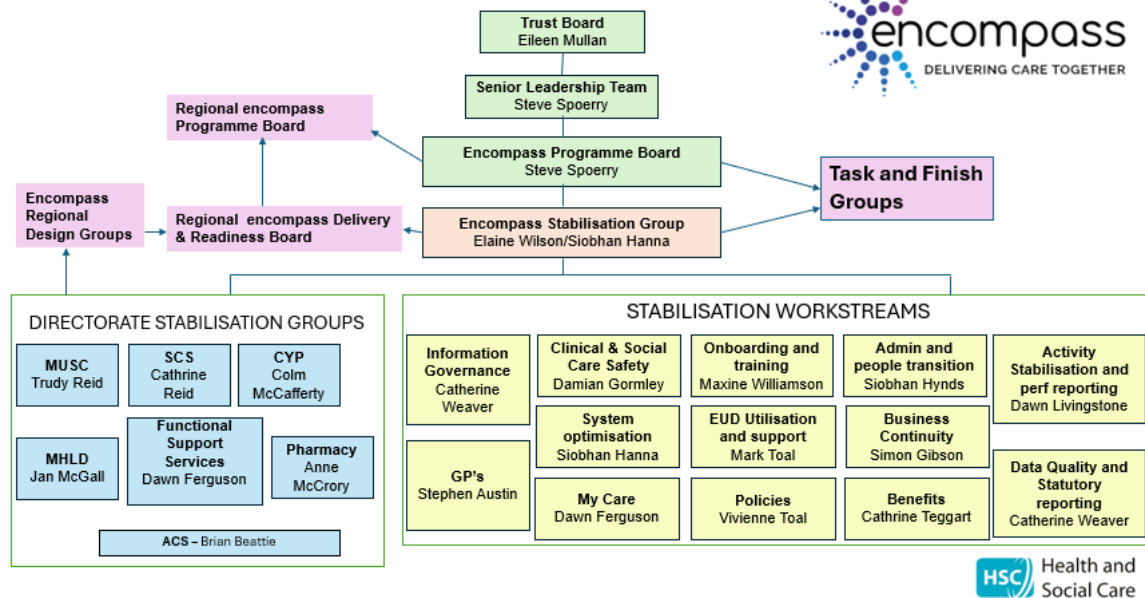 Trust Board
Eileen Mullan
encompass
DELIVERING CARE TOGETHER
Senior Leadership Team
Steve Spoerry
Regional encompass
Programme Board
Encompass Programme Board
Steve Spoerry
Task and Finish
Groups
Encompass
Regional
Design Groups
Regional encompass Delivery
& Readiness Board
Encompass Stabilisation Group
Elaine Wilson/Siobhan Hanna
DIRECTORATE STABILISATION GROUPS
MUSC
Trudy Reid
SCS
Cathrine
Reid
CYP
Colm
McCafferty
MHLD
Jan McGall
Functional
Support
Services
Dawn Ferguson
Pharmacy
Anne
McCrory
ACS – Brian Beattie
STABILISATION WORKSTREAMS
Information
Governance
Catherine
Weaver
Clinical & Social
Care Safety
Damian Gormley
Onboarding and
training
Maxine Williamson
Admin and
people transition
Siobhan Hynds
Activity
Stabilisation and
perf reporting
Dawn Livingstone
System
optimisation
Siobhan Hanna
EUD Utilisation
and support
Mark Toal
Business
Continuity
Simon Gibson
GP's
Stephen Austin
My Care
Dawn Ferguson
Policies
Vivienne Toal
Benefits
Cathrine Teggart
Data Quality and
Statutory
reporting
Catherine Weaver
HSC Health and
Social Care